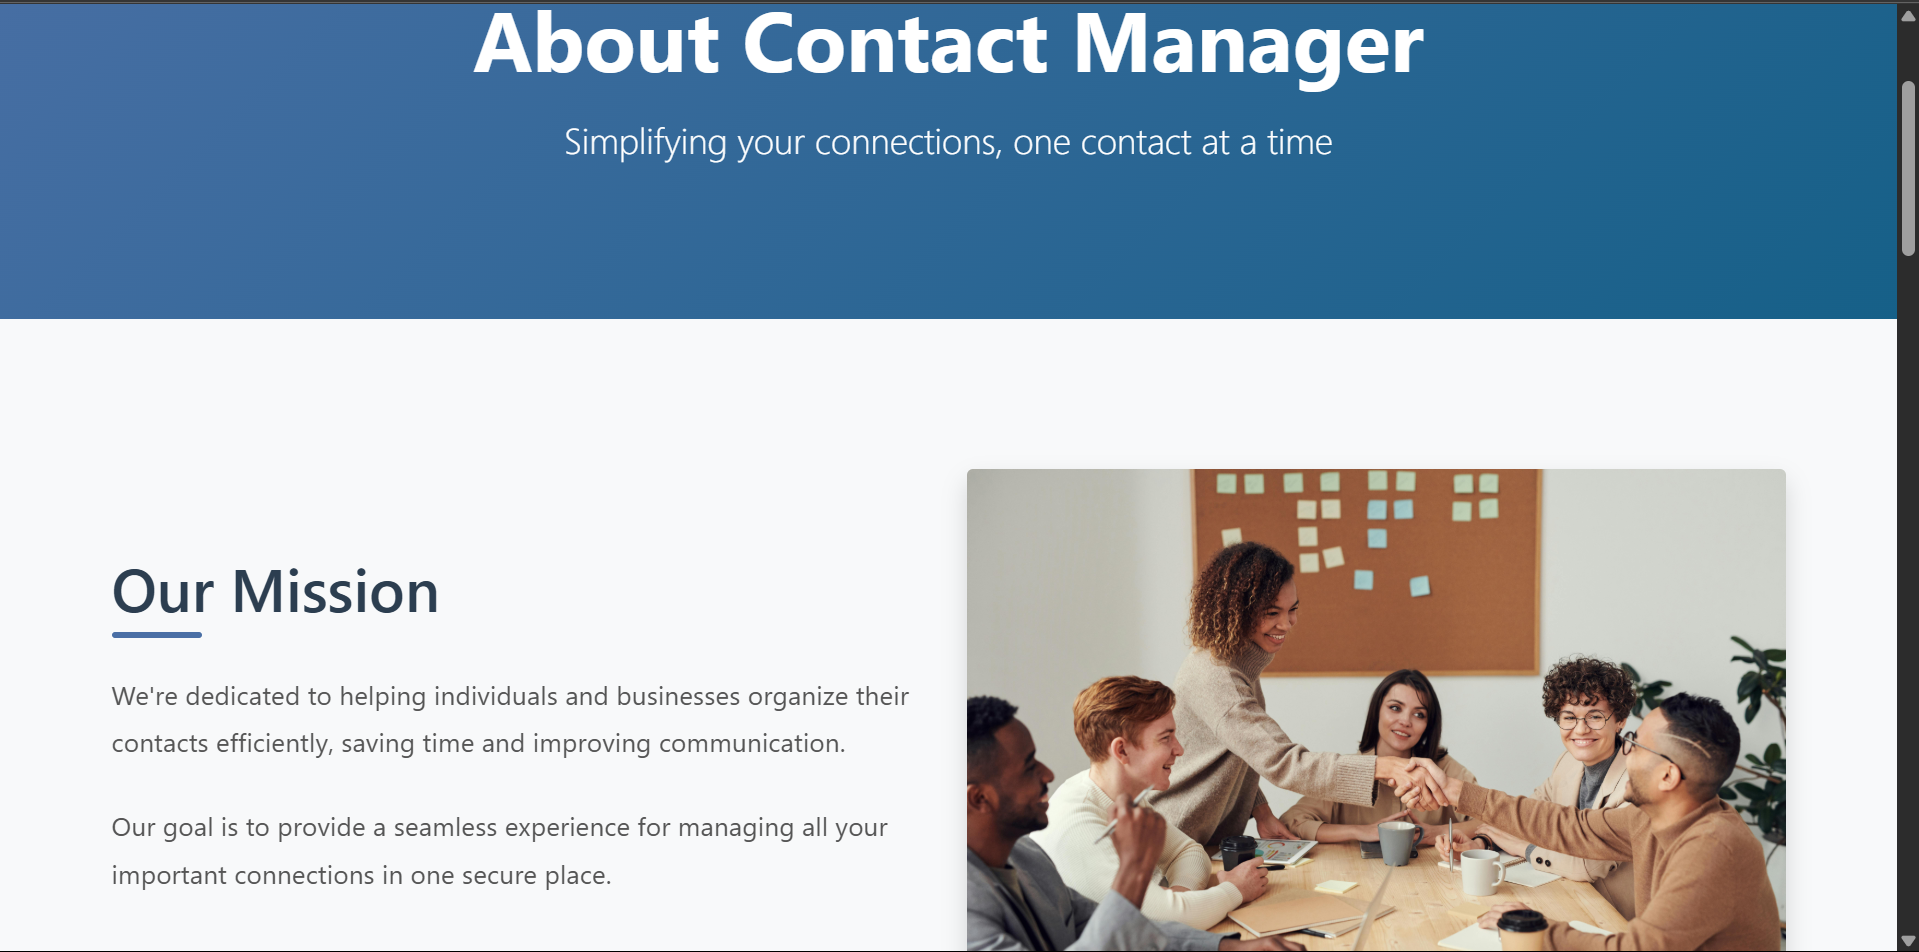 About Contact Manager
Simplifying your connections, one contact at a time
Our Mission
We're dedicated to helping individuals and businesses organize their
contacts efficiently, saving time and improving communication.
Our goal is to provide a seamless experience for managing all your
important connections in one secure place.